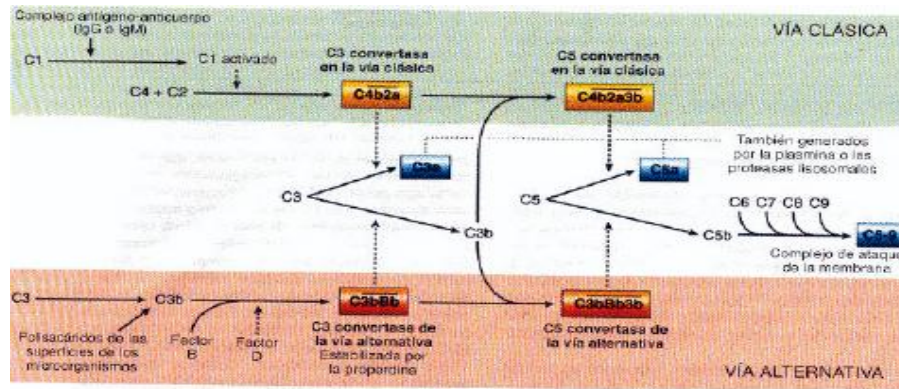 Complejo antígeno-anticuerpo
(IgG o IgM)
VÍA CLÁSICA
C1
C1 activado
C3 convertasa
en la vía clásica
C5 convertasa
en la vía clásica
C4 + C2
C4b2a
C4b2a3b
También generados
por la plasmina o las
proteasas lisosomales
C3a
C5a
C3
C5
C6 C7 C8 C9
C3b
C5b
C5-9
Complejo de ataque
de la membrana
C3
C3b
C3bBb
C3bBb3b
Polisacáridos de las
superficies de los
microorganismos
Factor
B
Factor
D
C3 convertasa de
la vía alternativa
Estabilizada por
la properdina
C5 convertasa de
la vía alternativa
VÍA ALTERNATIVA